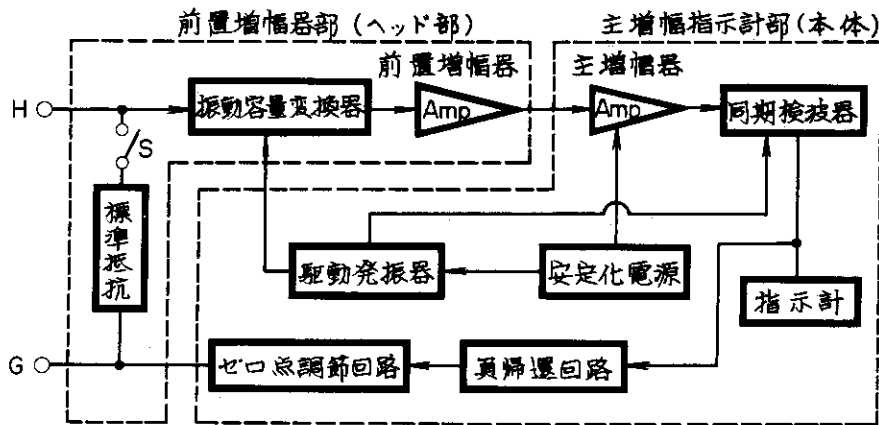 前置増幅器部(ヘッド部)
主増幅指示計部(本体)
前置増幅器
主増幅器
H
振動容量変換器
Amp
Amp
同期検波器
S
標準抵抗
駆動発振器
安定化電源
指示計
G
ゼロ点調節回路
負帰還回路